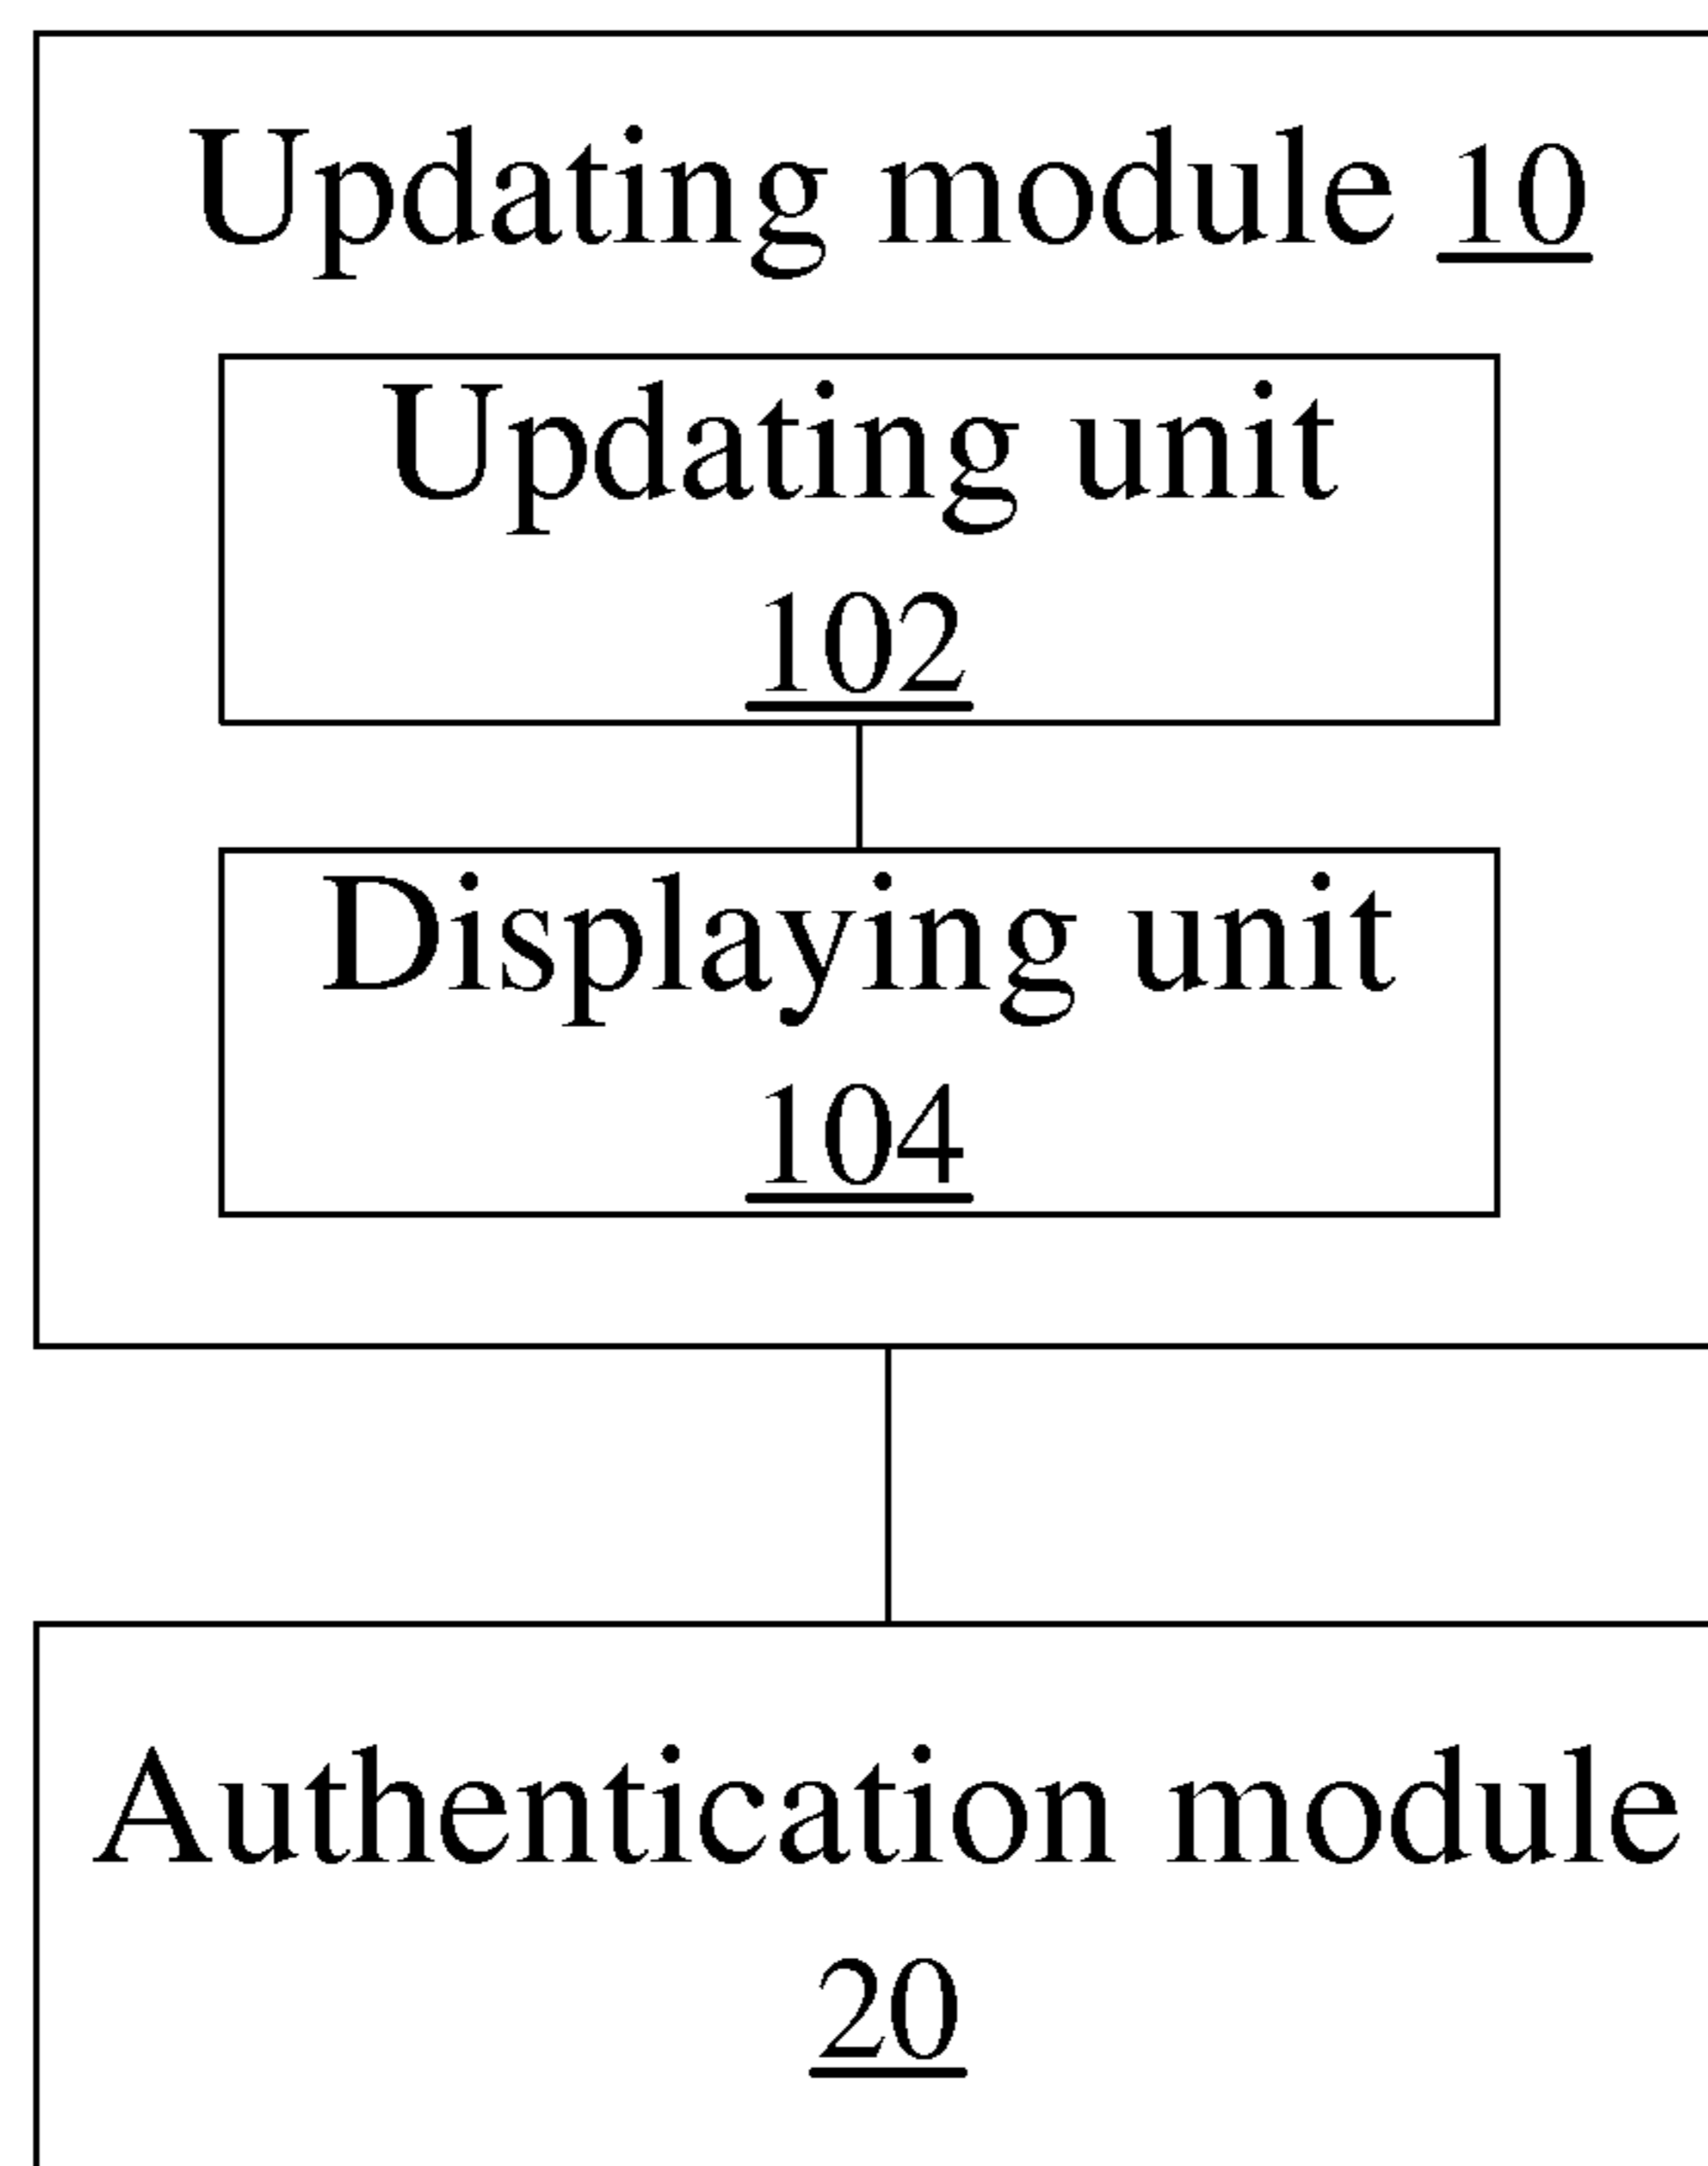 Updating module 10
Updating unit
102
Displaying unit
104
Authentication module
20